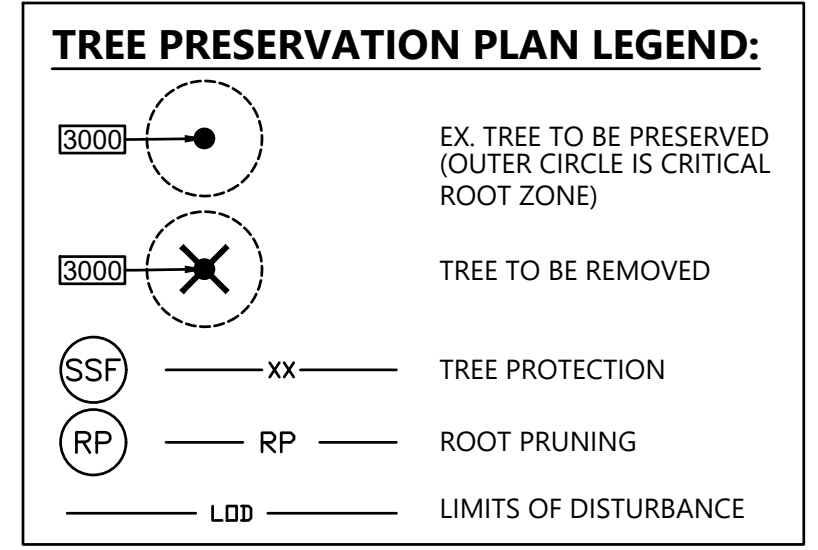 TREE PRESERVATION PLAN LEGEND:
3000 EX. TREE TO BE PRESERVED
(OUTER CIRCLE IS CRITICAL
ROOT ZONE)
3000 TREE TO BE REMOVED
SSF XX TREE PROTECTION
RP RP ROOT PRUNING
LOD LIMITS OF DISTURBANCE